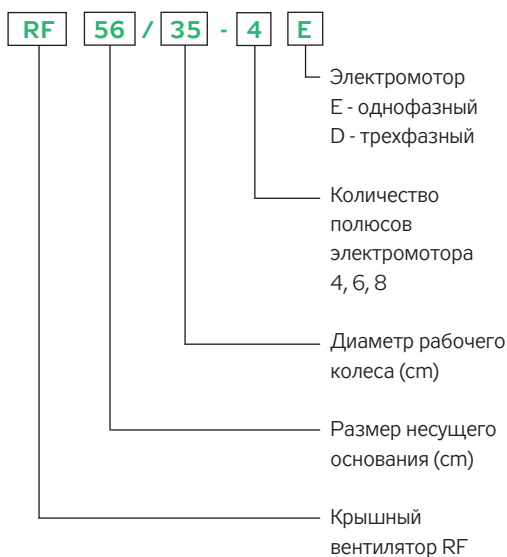 RF 56 / 35 - 4 E
Электромотор
E - однофазный
D - трехфазный
Количество
полюсов
электромотора
4, 6, 8
Диаметр рабочего
колеса (cm)
Размер несущего
основания (cm)
Крышный
вентилятор RF